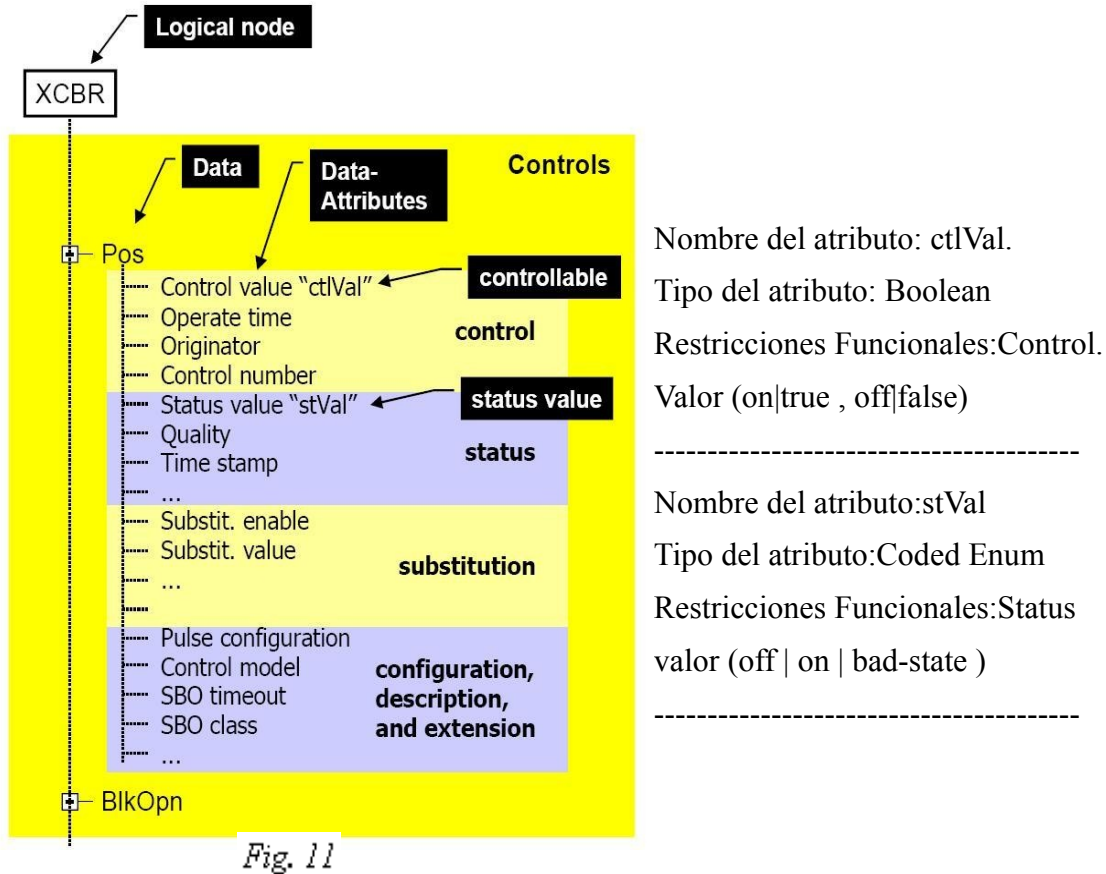 Logical node
XCBR
Controls
Data
Data-
Attributes
Pos
controllable
Control value “ctlVal”
Operate time
control
Originator
Control number
status value
Status value “stVal”
Quality
status
Time stamp
...
Substit. enable
Substit. value
substitution
...
Pulse configuration
Control model
configuration,
SBO timeout
description,
SBO class
and extension
...
BlkOpn
Fig. 11
Nombre del atributo: ctlVal.
Tipo del atributo: Boolean
Restricciones Funcionales:Control.
Valor (on|true , off|false)
----------------------------------------
Nombre del atributo:stVal
Tipo del atributo:Coded Enum
Restricciones Funcionales:Status
valor (off | on | bad-state )
----------------------------------------